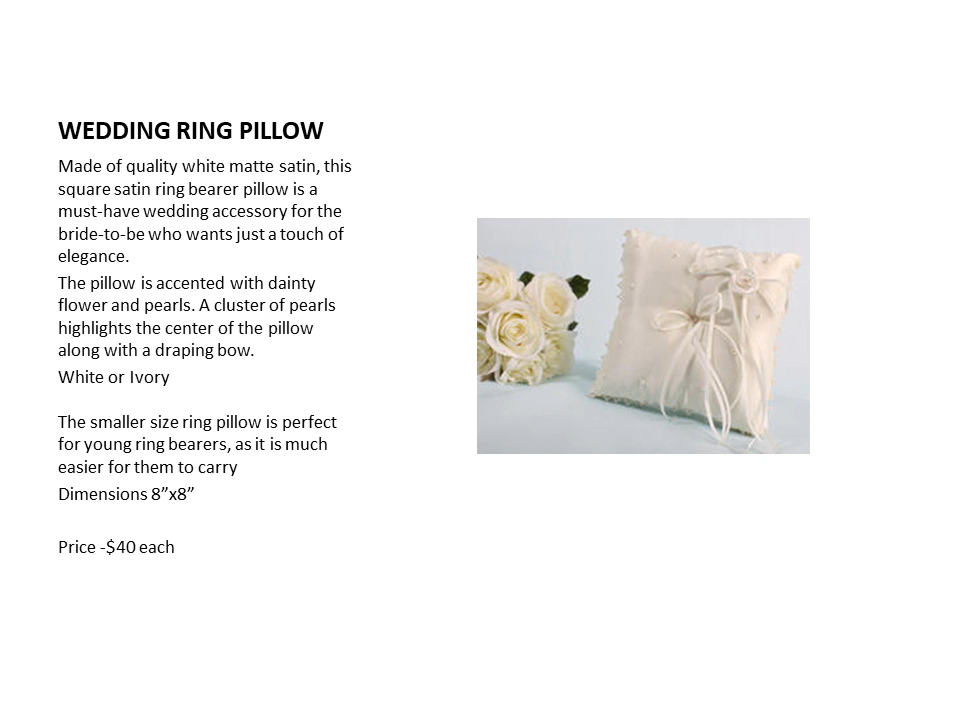 WEDDING RING PILLOW
Made of quality white matte satin, this
square satin ring bearer pillow is a
must-have wedding accessory for the
bride-to-be who wants just a touch of
elegance.
The pillow is accented with dainty
flower and pearls. A cluster of pearls
highlights the center of the pillow
along with a draping bow.
White or Ivory
The smaller size ring pillow is perfect
for young ring bearers, as it is much
easier for them to carry
Dimensions 8”x8”
Price -$40 each